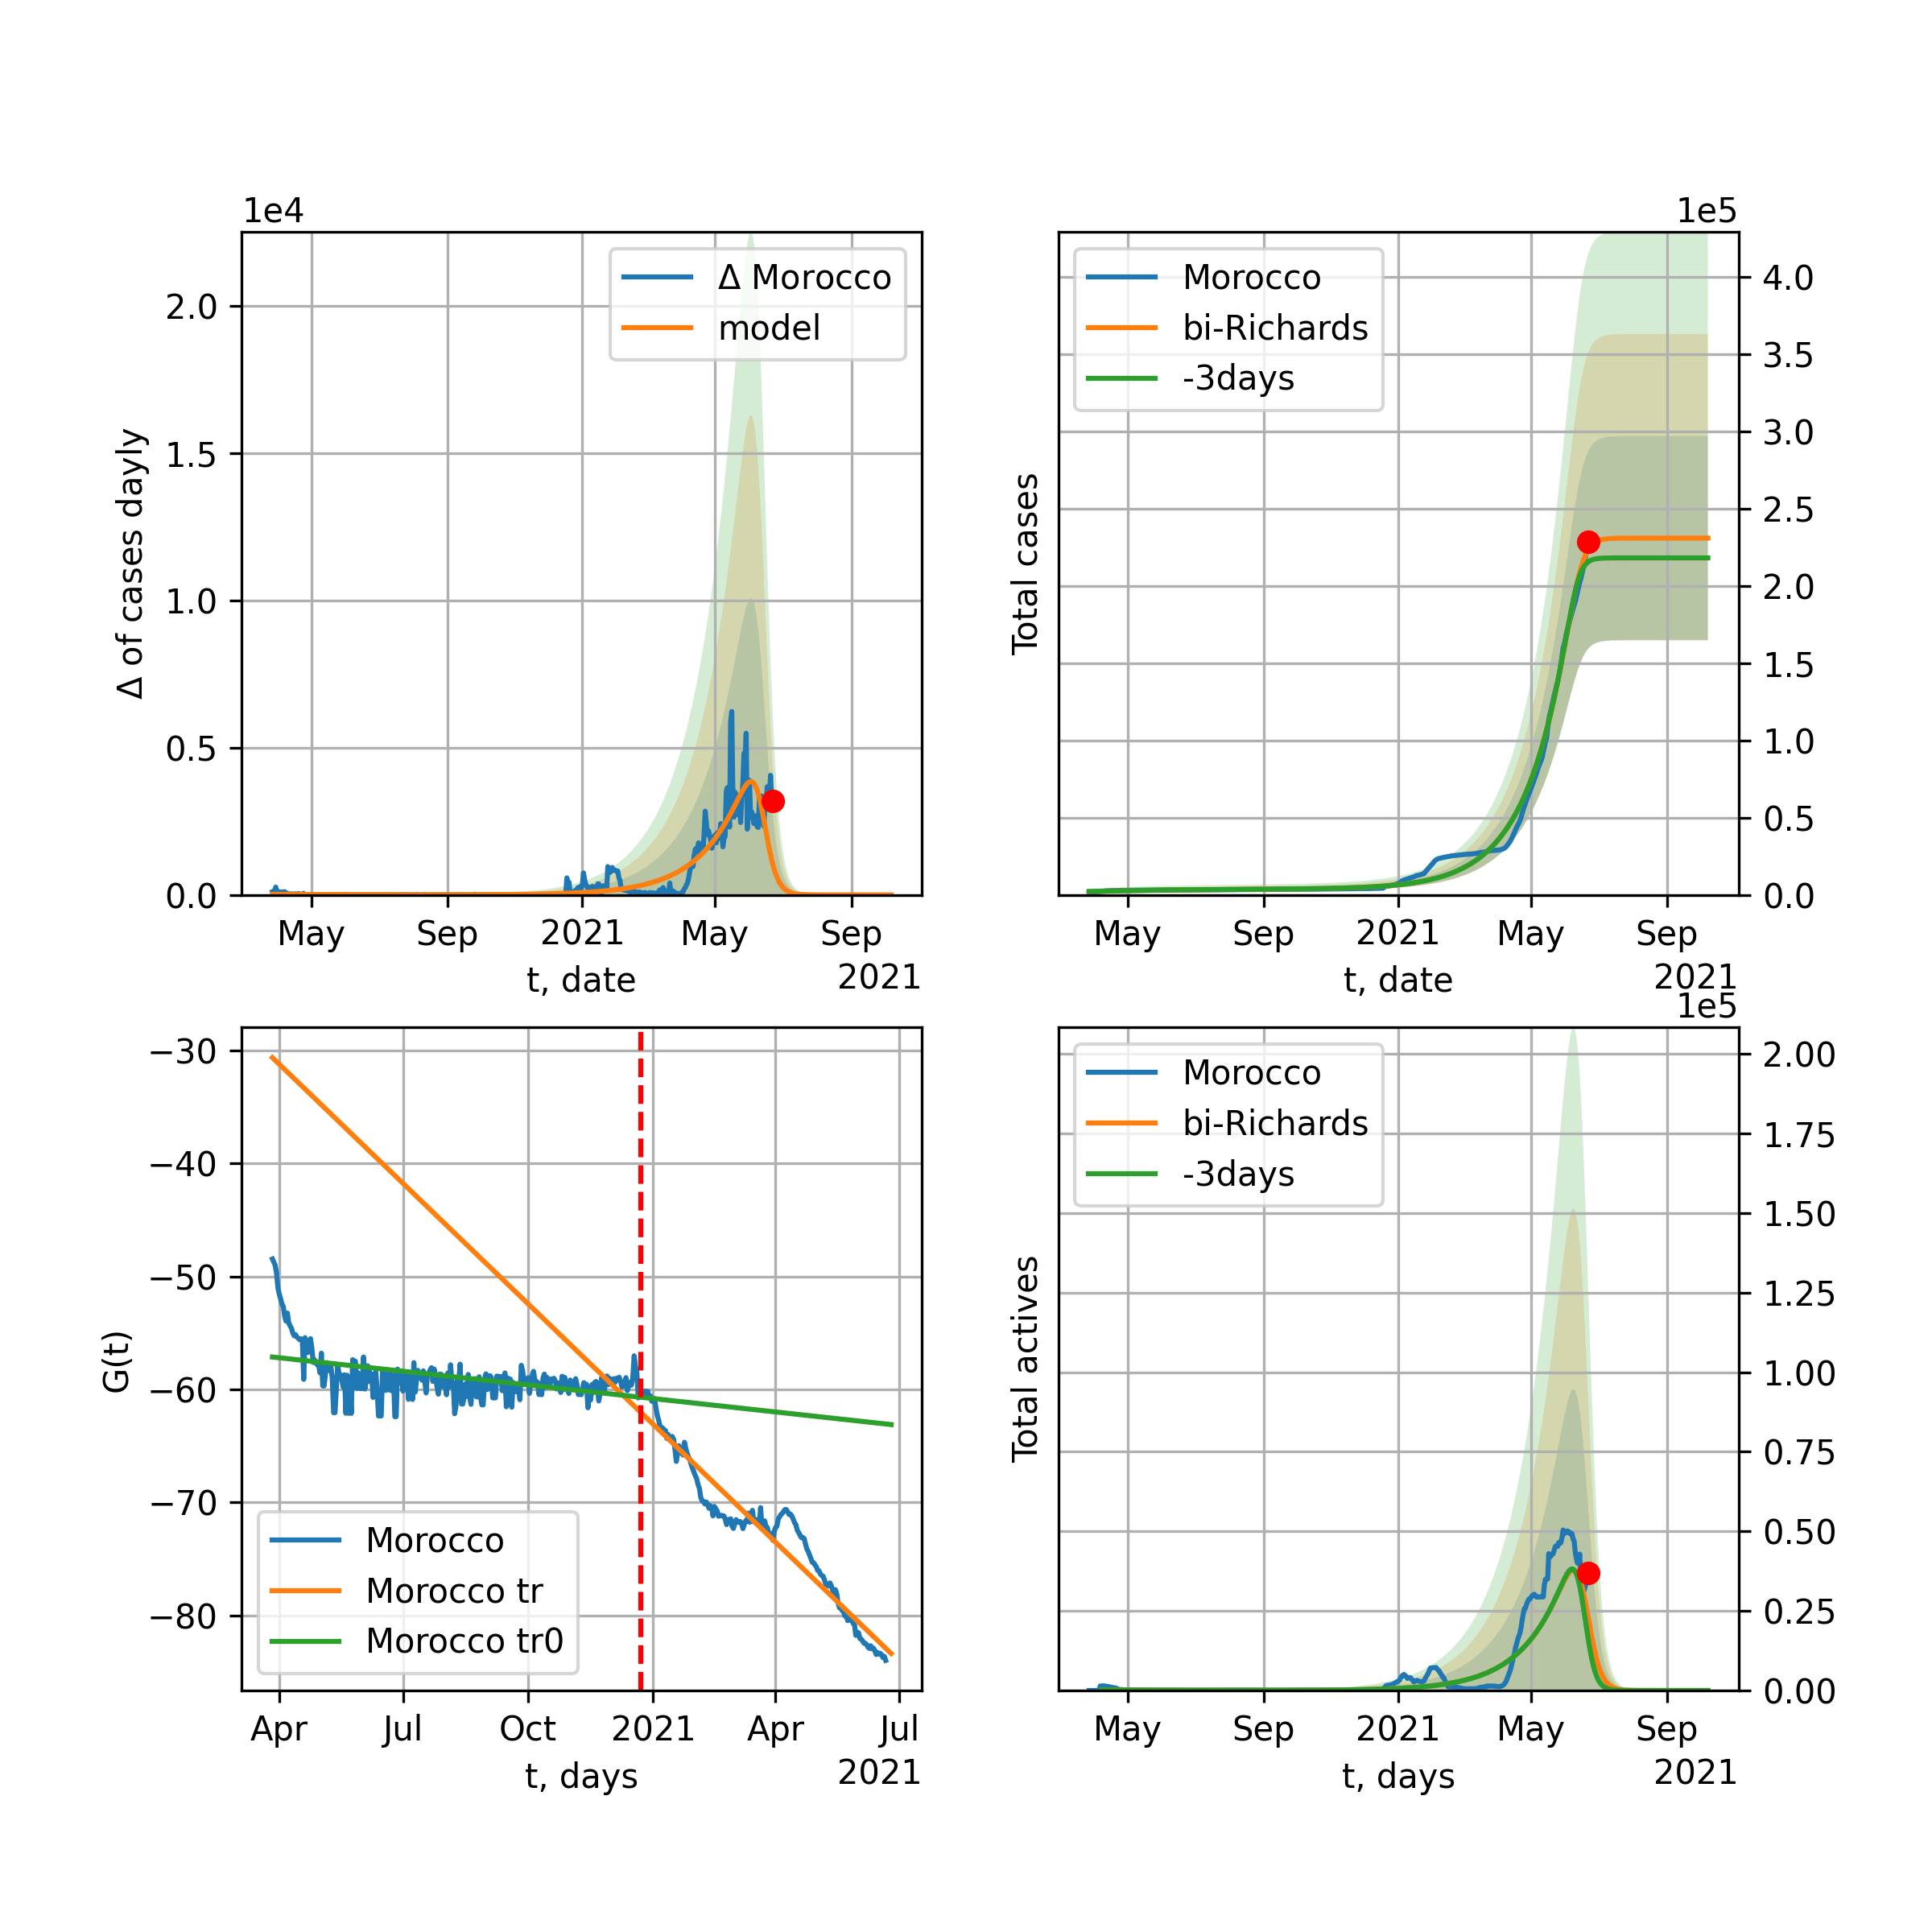 1e4
Δ of cases dayly
2.0
1.5
1.0
0.5
0.0
Δ Morocco
model
May Sep 2021 May Sep
t, date
2021
1e5
Total cases
Morocco
bi-Richards
-3days
4.0
3.5
3.0
2.5
2.0
1.5
1.0
0.5
0.0
May Sep 2021 May Sep
t, date
2021
G(t)
−30
−40
−50
−60
−70
−80
Morocco
Morocco tr
Morocco tr0
Apr Jul Oct 2021 Apr Jul
t, days
2021
1e5
Total actives
Morocco
bi-Richards
-3days
2.00
1.75
1.50
1.25
1.00
0.75
0.50
0.25
0.00
May Sep 2021 May Sep
t, days
2021